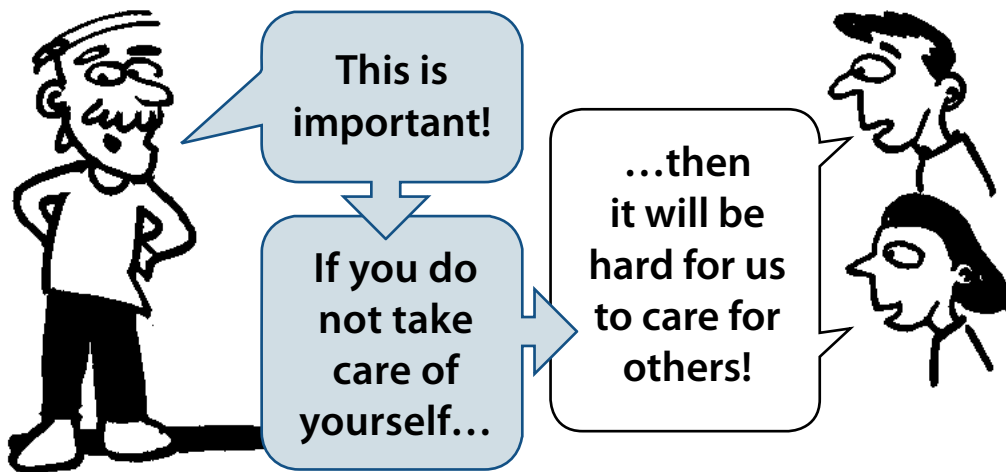 This is
important!
If you do
not take
care of
yourself…
…then
it will be
hard for us
to care for
others!